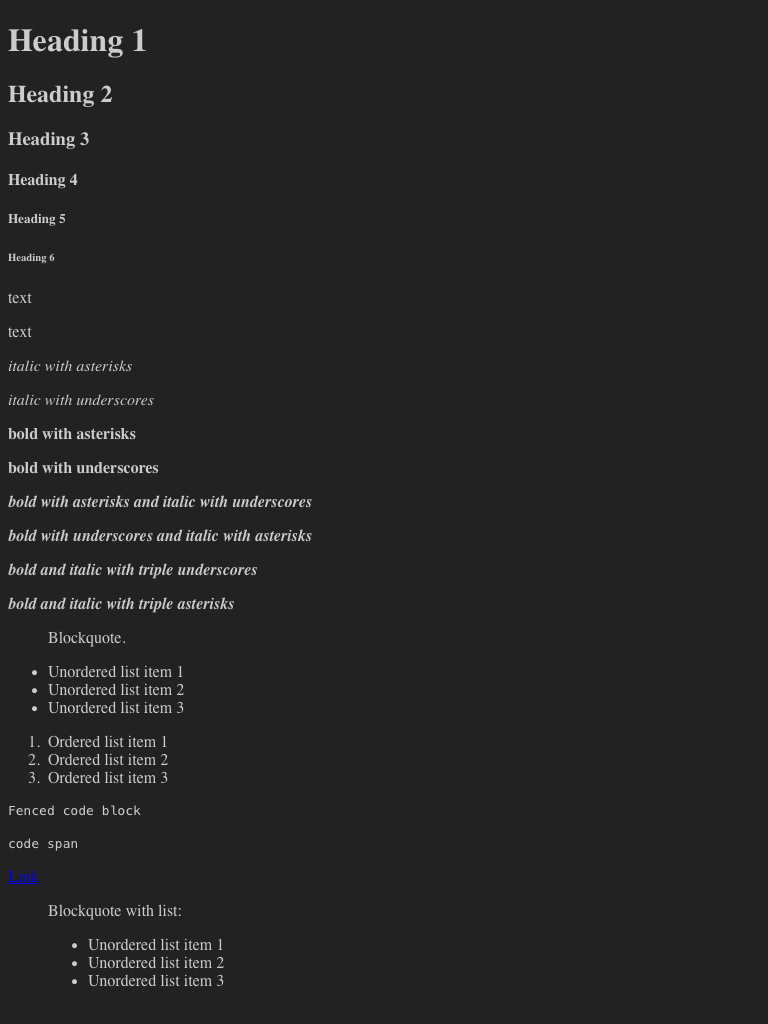 Heading 1
Heading 2
Heading 3
Heading 4
Heading 5
Heading 6
text
text
italic with asterisks
italic with underscores
bold with asterisks
bold with underscores
bold with asterisks and italic with underscores
bold with underscores and italic with asterisks
bold and italic with triple underscores
bold and italic with triple asterisks
Blockquote.
• Unordered list item 1
• Unordered list item 2
• Unordered list item 3
1. Ordered list item 1
2. Ordered list item 2
3. Ordered list item 3
Fenced code block
code span
Link
Blockquote with list:
• Unordered list item 1
• Unordered list item 2
• Unordered list item 3